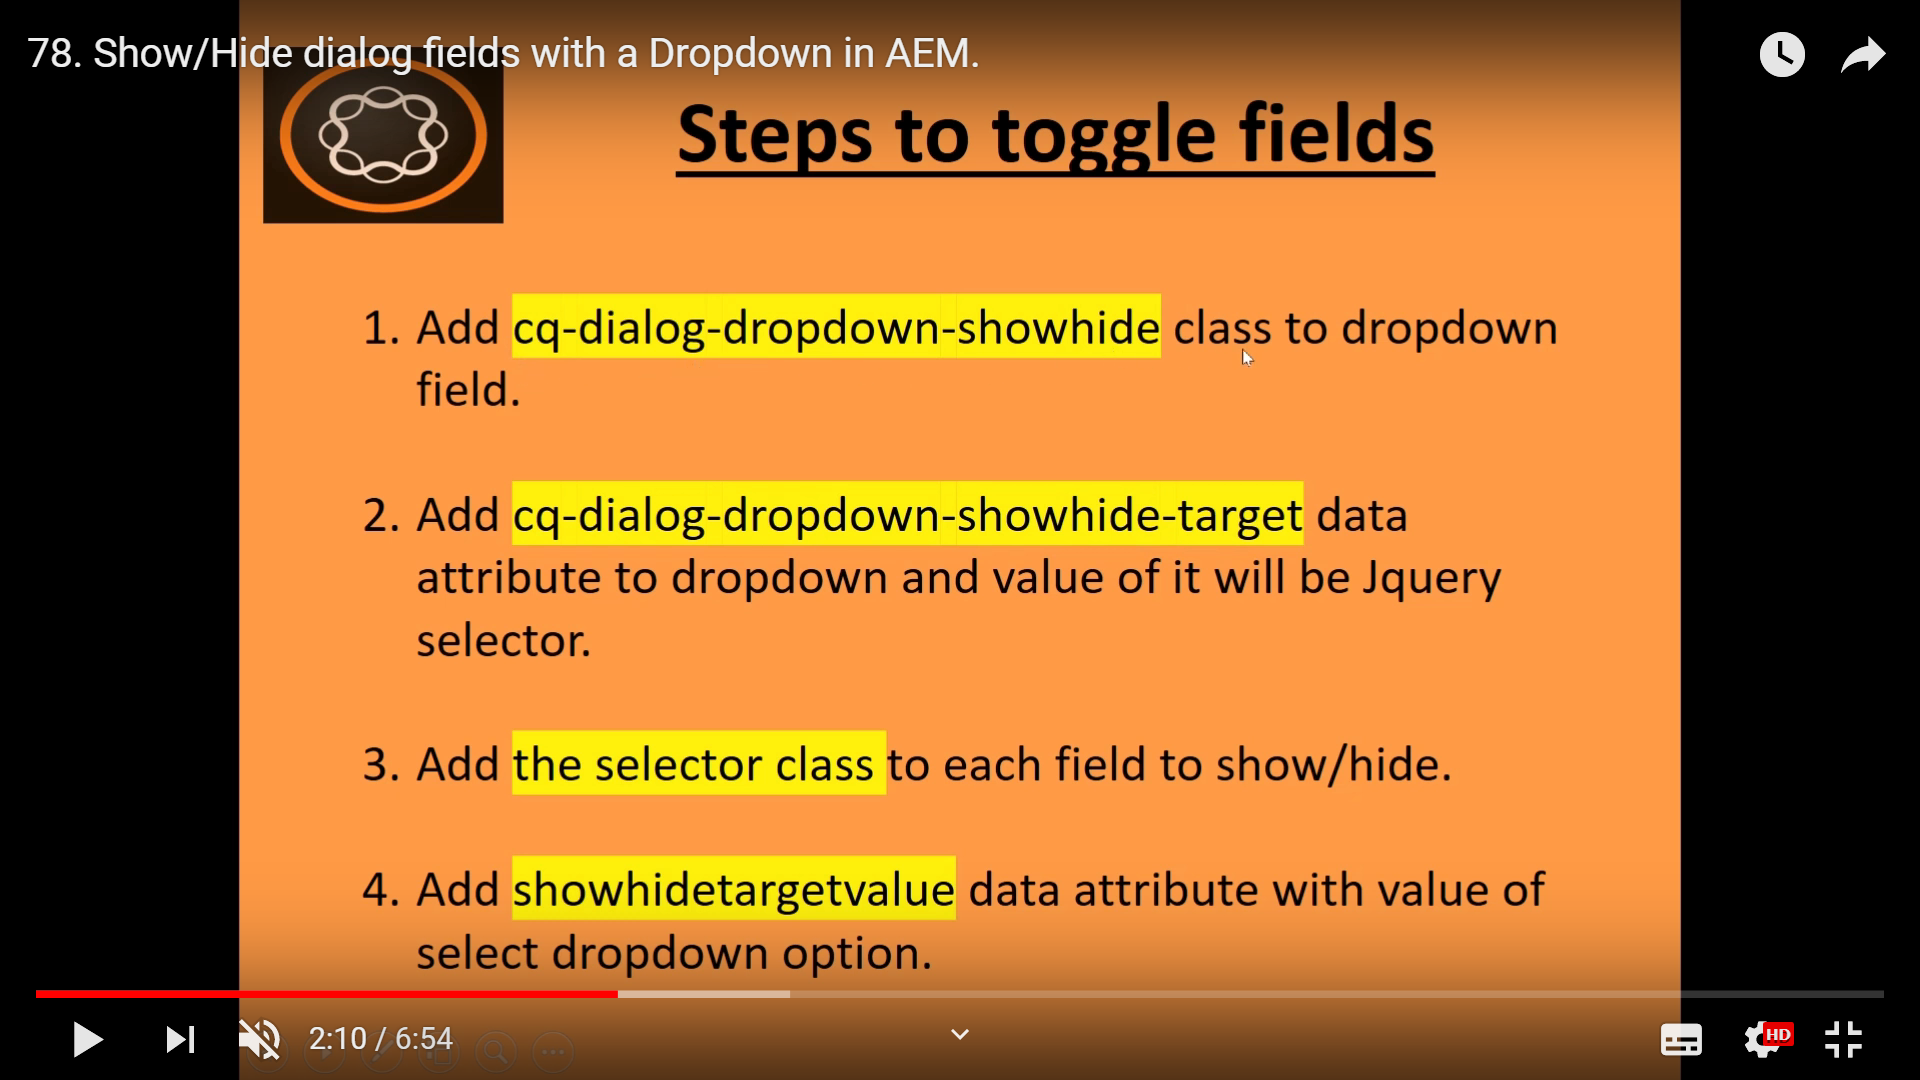 78. Show/Hide dialog fields with a Dropdown in AEM.
Steps to toggle fields
1. Add cq-dialog-dropdown-showhide class to dropdown
field.
2. Add cq-dialog-dropdown-showhide-target data
attribute to dropdown and value of it will be Jquery
selector.
3. Add the selector class to each field to show/hide.
4. Add showhidetargetvalue data attribute with value of
select dropdown option.
2:10 / 6:54
HD